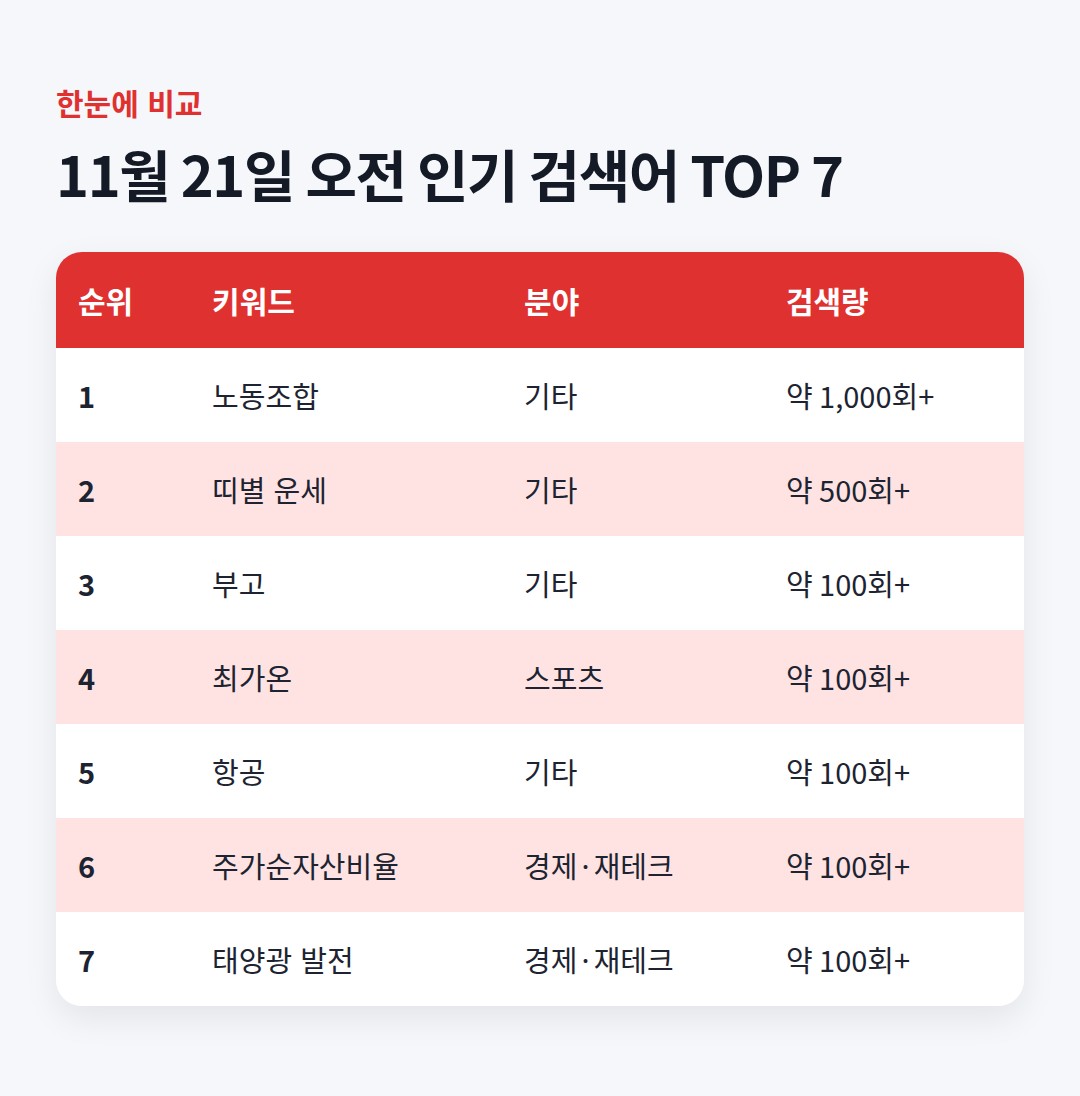 한눈에 비교
11월 21일 오전 인기 검색어 TOP 7
순위 키워드 분야 검색량
1 노동조합 기타 약 1,000회+
2 띠별 운세 기타 약 500회+
3 부고 기타 약 100회+
4 최가온 스포츠 약 100회+
5 항공 기타 약 100회+
6 주가순자산비율 경제·재테크 약 100회+
7 태양광 발전 경제·재테크 약 100회+